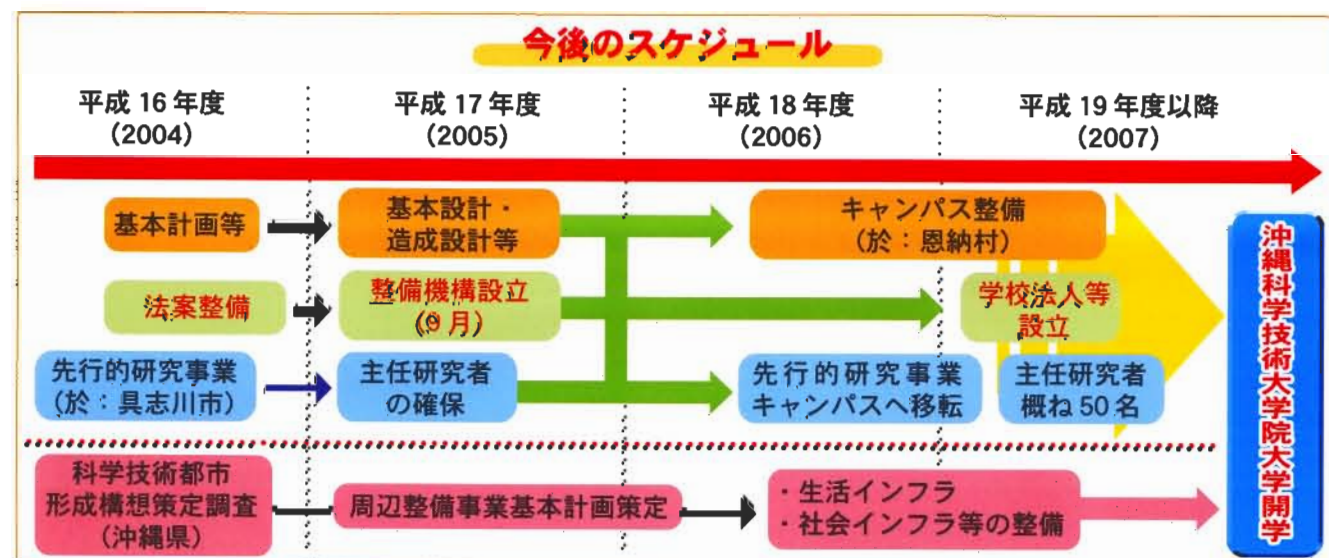 今後のスケジュール
平成 16 年度
(2004)
平成 17 年度
(2005)
平成 18 年度
(2006)
平成 19 年度以降
(2007)
基本計画等
基本設計・
造成設計等
キャンパス整備
(於：恩納村)
法案整備
整備機構設立
(9 月)
学校法人等
設立
先行的研究事業
(於：具志川市)
主任研究者
の確保
先行的研究事業
キャンパスへ移転
主任研究者
概ね 50 名
科学技術都市
形成構想策定調査
(沖縄県)
周辺整備事業基本計画策定
・生活インフラ
・社会インフラ等の整備
沖縄科学技術大学院大学開学